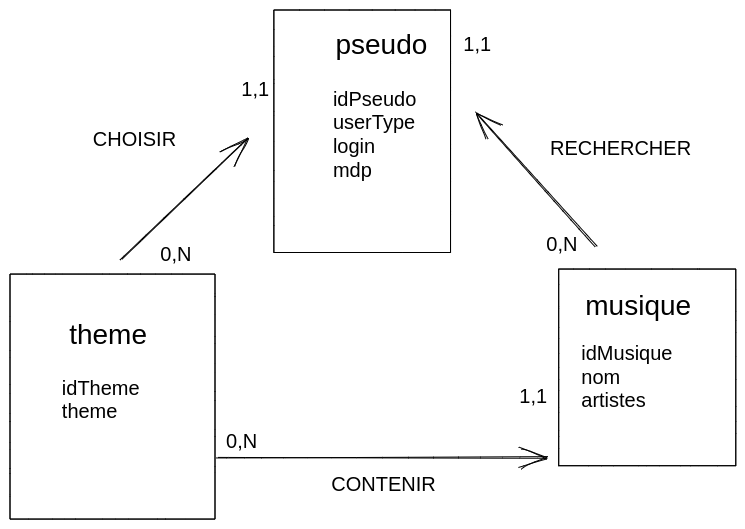 pseudo
1,1
1,1
idPseudo
userType
login
mdp
CHOISIR
RECHERCHER
0,N
0,N
theme
idTheme
theme
musique
idMusique
nom
artistes
1,1
0,N
CONTENIR